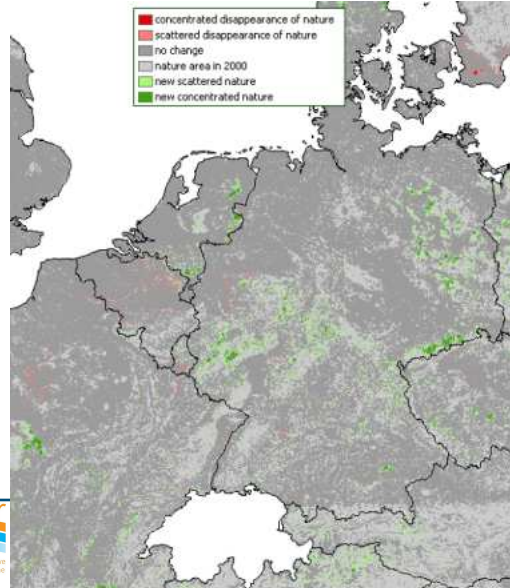 concentrated disappearance of nature
scattered disappearance of nature
no change
nature area in 2000
new scattered nature
new concentrated nature